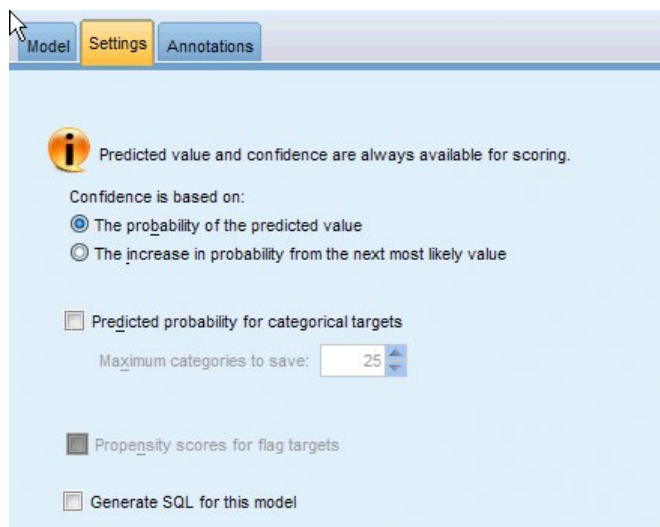 Model Settings Annotations
Predicted value and confidence are always available for scoring.
Confidence is based on:
The probability of the predicted value
The increase in probability from the next most likely value
Predicted probability for categorical targets
Maximum categories to save: 25
Propensity scores for flag targets
Generate SQL for this model